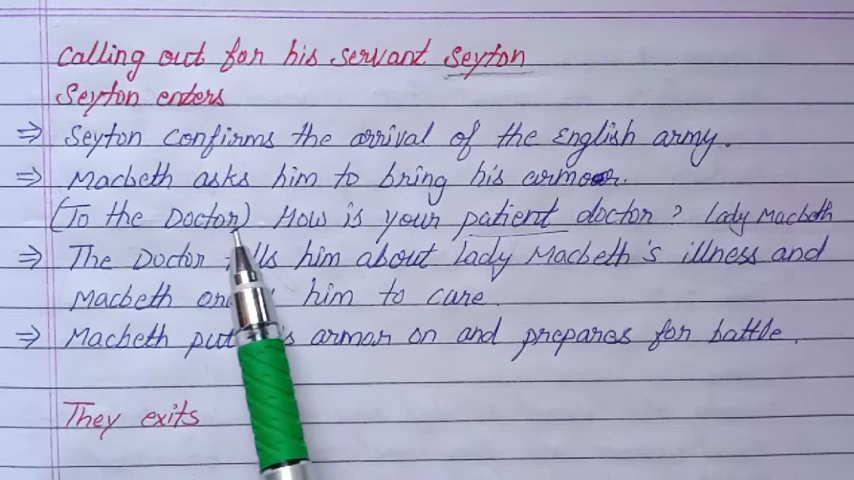 Calling out for his servant Seyton
Seyton enters
⇒ Seyton confirms the arrival of the English army.
⇒ Macbeth asks him to bring his armour.
(To the Doctor) How is your patient doctor? Lady Macbeth
⇒ The Doctor him about Lady Macbeth's illness and
Macbeth him to cure.
⇒ Macbeth armor on and prepares for battle.
They exits